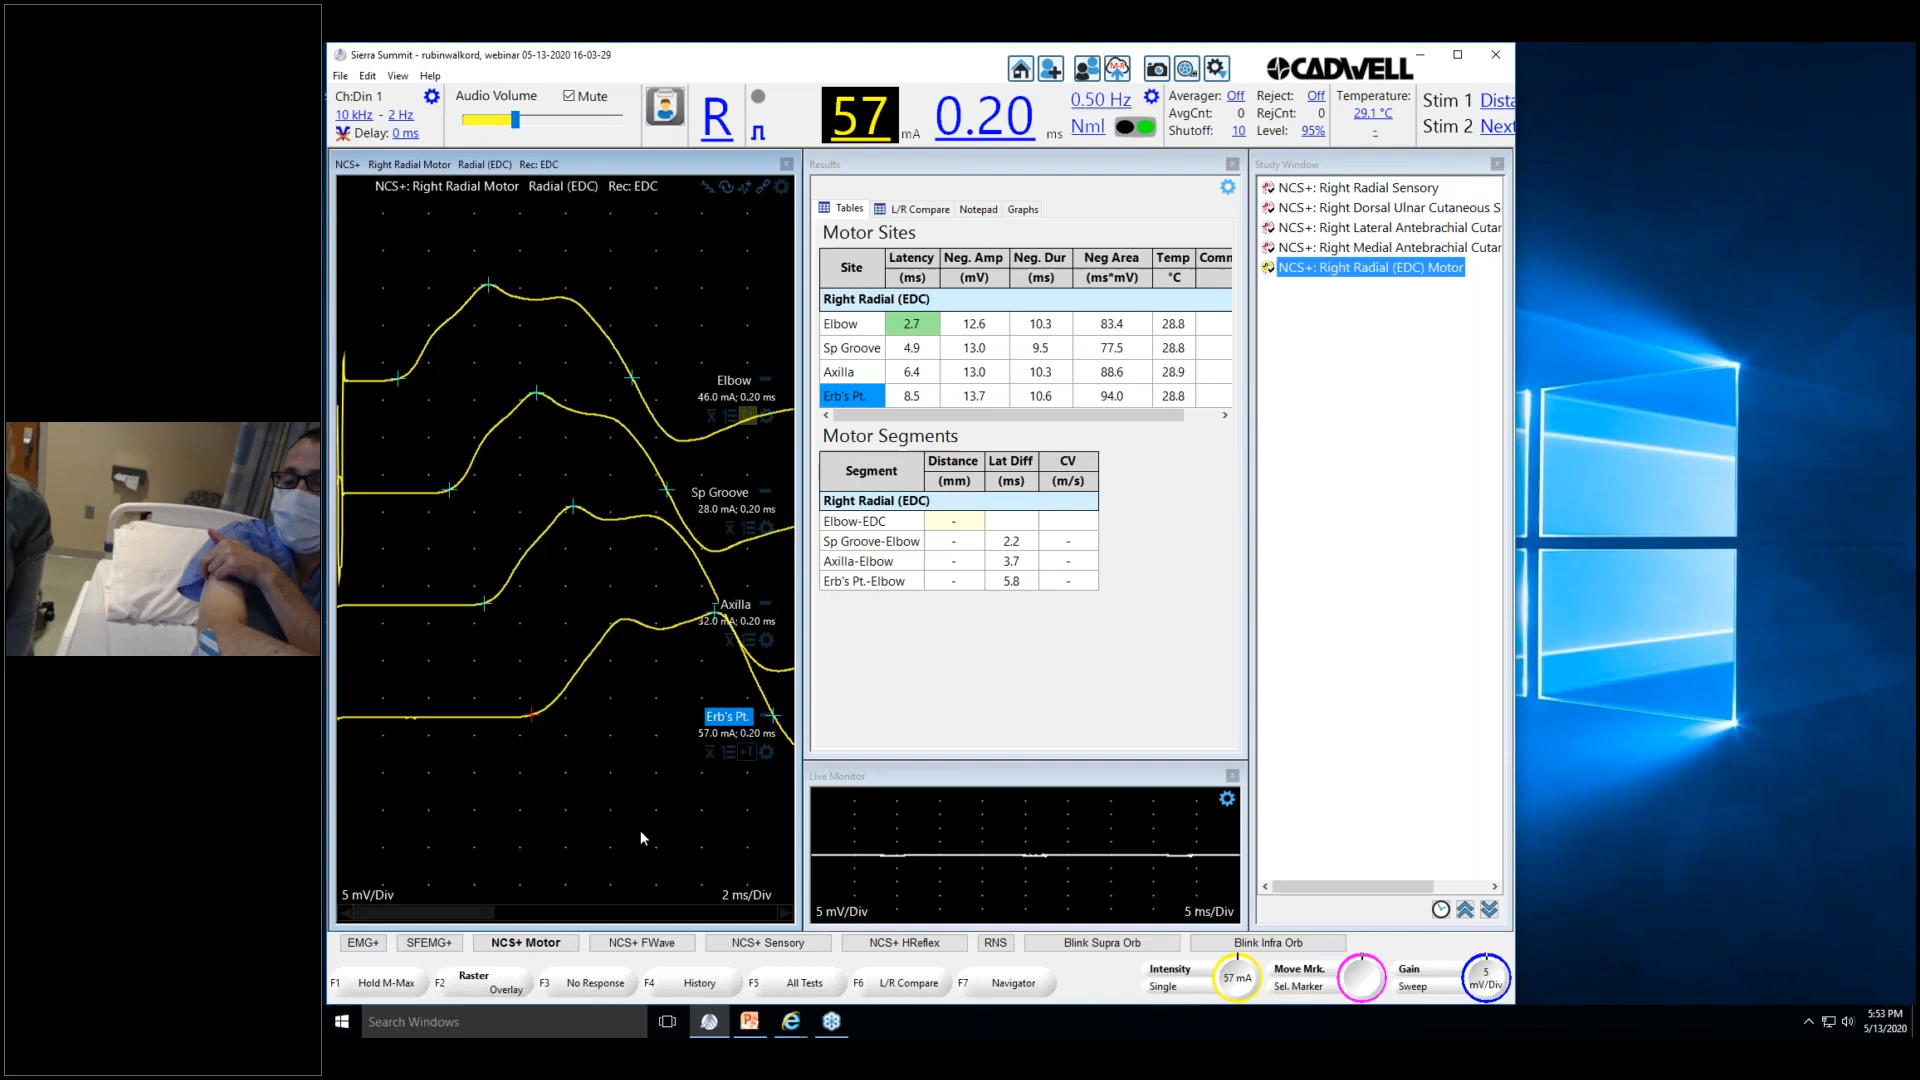 Sierra Summit - rubinwalkord, webinar 05-13-2020 16-03-29
File Edit View Help
CADWELL
Ch:Din 1
10 kHz - 2 Hz
Delay: 0 ms
Audio Volume Mute
R
57 mA
0.20 ms
0.50 Hz
Nml
Averager: Off
AvgCnt: 0
Shutoff: 10
Reject: Off
RejCnt: 0
Level: 95%
Temperature:
29.1 °C
-
Stim 1 Dista
Stim 2 Next
NCS+ Right Radial Motor Radial (EDC) Rec: EDC
NCS+: Right Radial Motor Radial (EDC) Rec: EDC
Elbow
46.0 mA; 0.20 ms
Sp Groove
28.0 mA; 0.20 ms
Axilla
32.0 mA; 0.20 ms
Erb's Pt.
57.0 mA; 0.20 ms
5 mV/Div 2 ms/Div
Results
Tables L/R Compare Notepad Graphs
Motor Sites
Site Latency Neg. Amp Neg. Dur Neg Area Temp Comn
(ms) (mV) (ms) (ms*mV) °C
Right Radial (EDC)
Elbow 2.7 12.6 10.3 83.4 28.8
Sp Groove 4.9 13.0 9.5 77.5 28.8
Axilla 6.4 13.0 10.3 88.6 28.9
Erb's Pt. 8.5 13.7 10.6 94.0 28.8
Motor Segments
Segment Distance Lat Diff CV
(mm) (ms) (m/s)
Right Radial (EDC)
Elbow-EDC -
Sp Groove-Elbow - 2.2 -
Axilla-Elbow - 3.7 -
Erb's Pt.-Elbow - 5.8 -
Live Monitor
5 mV/Div 5 ms/Div
Study Window
NCS+: Right Radial Sensory
NCS+: Right Dorsal Ulnar Cutaneous S
NCS+: Right Lateral Antebrachial Cutar
NCS+: Right Medial Antebrachial Cutar
NCS+: Right Radial (EDC) Motor
EMG+ SFEMG+ NCS+ Motor NCS+ FWave NCS+ Sensory NCS+ HReflex RNS Blink Supra Orb Blink Infra Orb
F1 Hold M-Max F2 Raster Overlay F3 No Response F4 History F5 All Tests F6 L/R Compare F7 Navigator
Intensity
Single
57 mA
Move Mrk.
Sel. Marker
Gain
Sweep
5
mV/Div
Search Windows
5:53 PM
5/13/2020